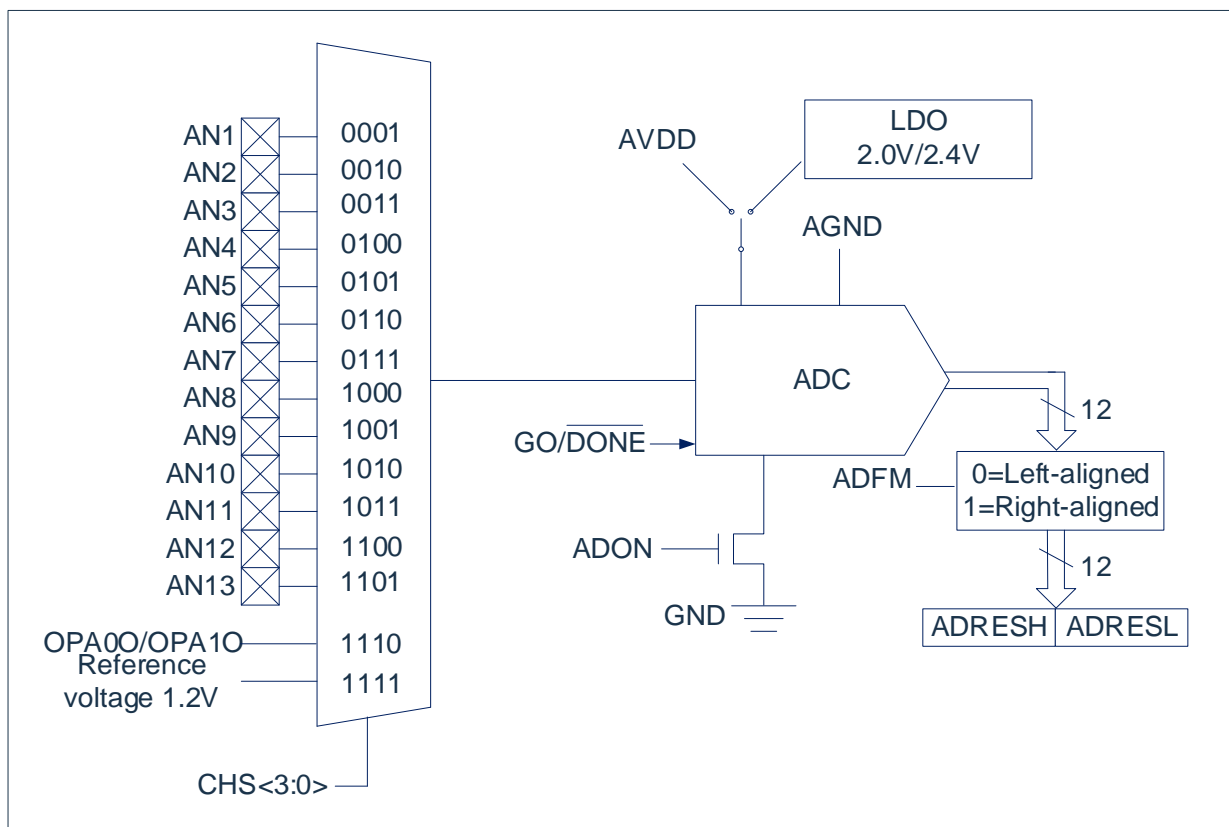 AN1
0001
AN2
0010
AN3
0011
AN4
0100
AN5
0101
AN6
0110
AN7
0111
AN8
1000
AN9
1001
AN10
1010
AN11
1011
AN12
1100
AN13
1101
OPA0O/OPA1O
1110
Reference
voltage 1.2V
1111
CHS<3:0>
AVDD
LDO
2.0V/2.4V
AGND
ADC
GO/DONE
12
ADFM
0=Left-aligned
1=Right-aligned
ADON
12
GND
ADRESH
ADRESL